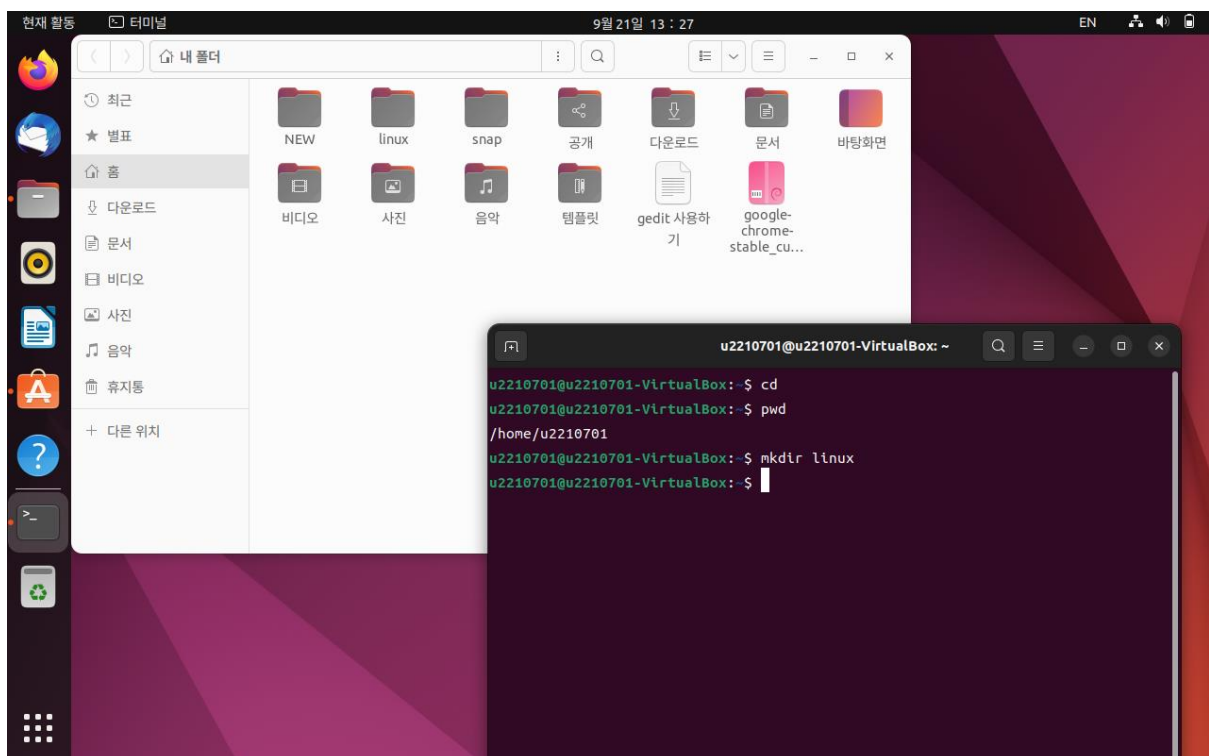 현재 활동
터미널
9월 21일 13 : 27
EN
내 폴더
최근
별표
홈
다운로드
문서
비디오
사진
음악
휴지통
다른 위치
NEW
linux
snap
공개
다운로드
문서
바탕화면
비디오
사진
음악
템플릿
gedit 사용하
기
google-
chrome-
stable_cu...
u2210701@u2210701-VirtualBox: ~
u2210701@u2210701-VirtualBox:~$ cd
u2210701@u2210701-VirtualBox:~$ pwd
/home/u2210701
u2210701@u2210701-VirtualBox:~$ mkdir linux
u2210701@u2210701-VirtualBox:~$